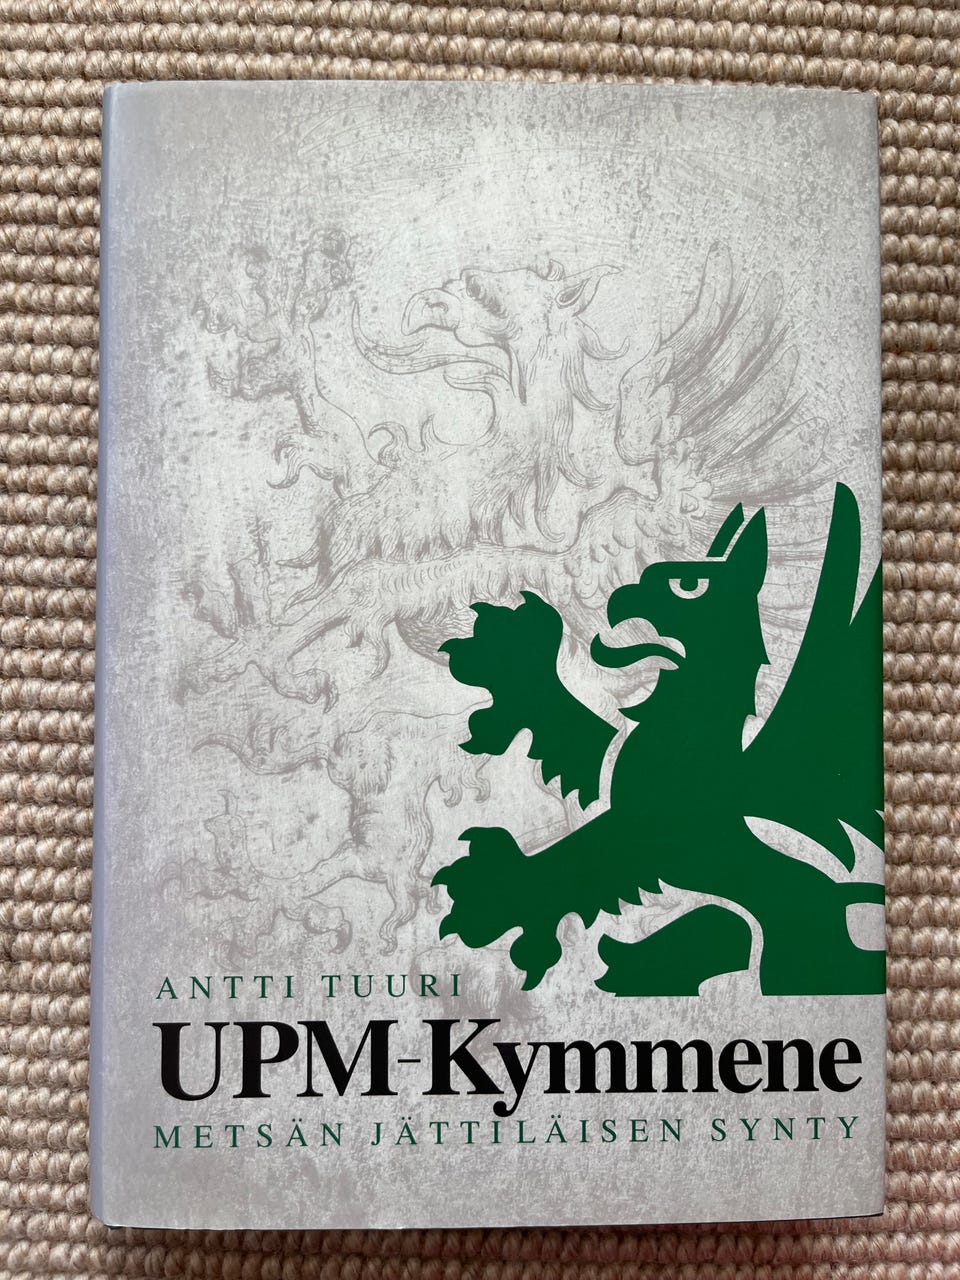 ANTTI TUURI
UPM-Kymmene
METSÄN JÄTTILÄISEN SYNTY